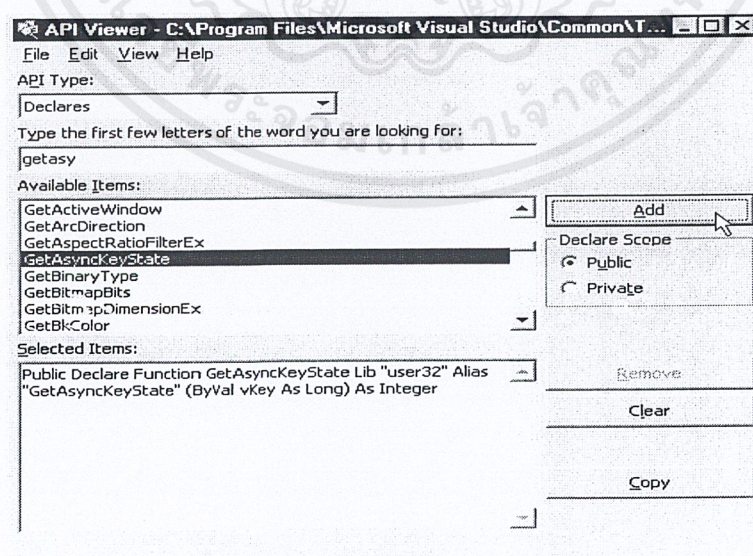 API Viewer - C:\Program Files\Microsoft Visual Studio\Common\T...
File Edit View Help
API Type:
Declares
Type the first few letters of the word you are looking for:
getasy
Available Items:
GetActiveWindow
GetArcDirection
GetAspectRatioFilterEx
GetAsyncKeyState
GetBinaryType
GetBitmapBits
GetBitmapDimensionEx
GetBkColor
Add
Declare Scope
Public
Private
Selected Items:
Public Declare Function GetAsyncKeyState Lib "user32" Alias
"GetAsyncKeyState" (ByVal vKey As Long) As Integer
Remove
Clear
Copy